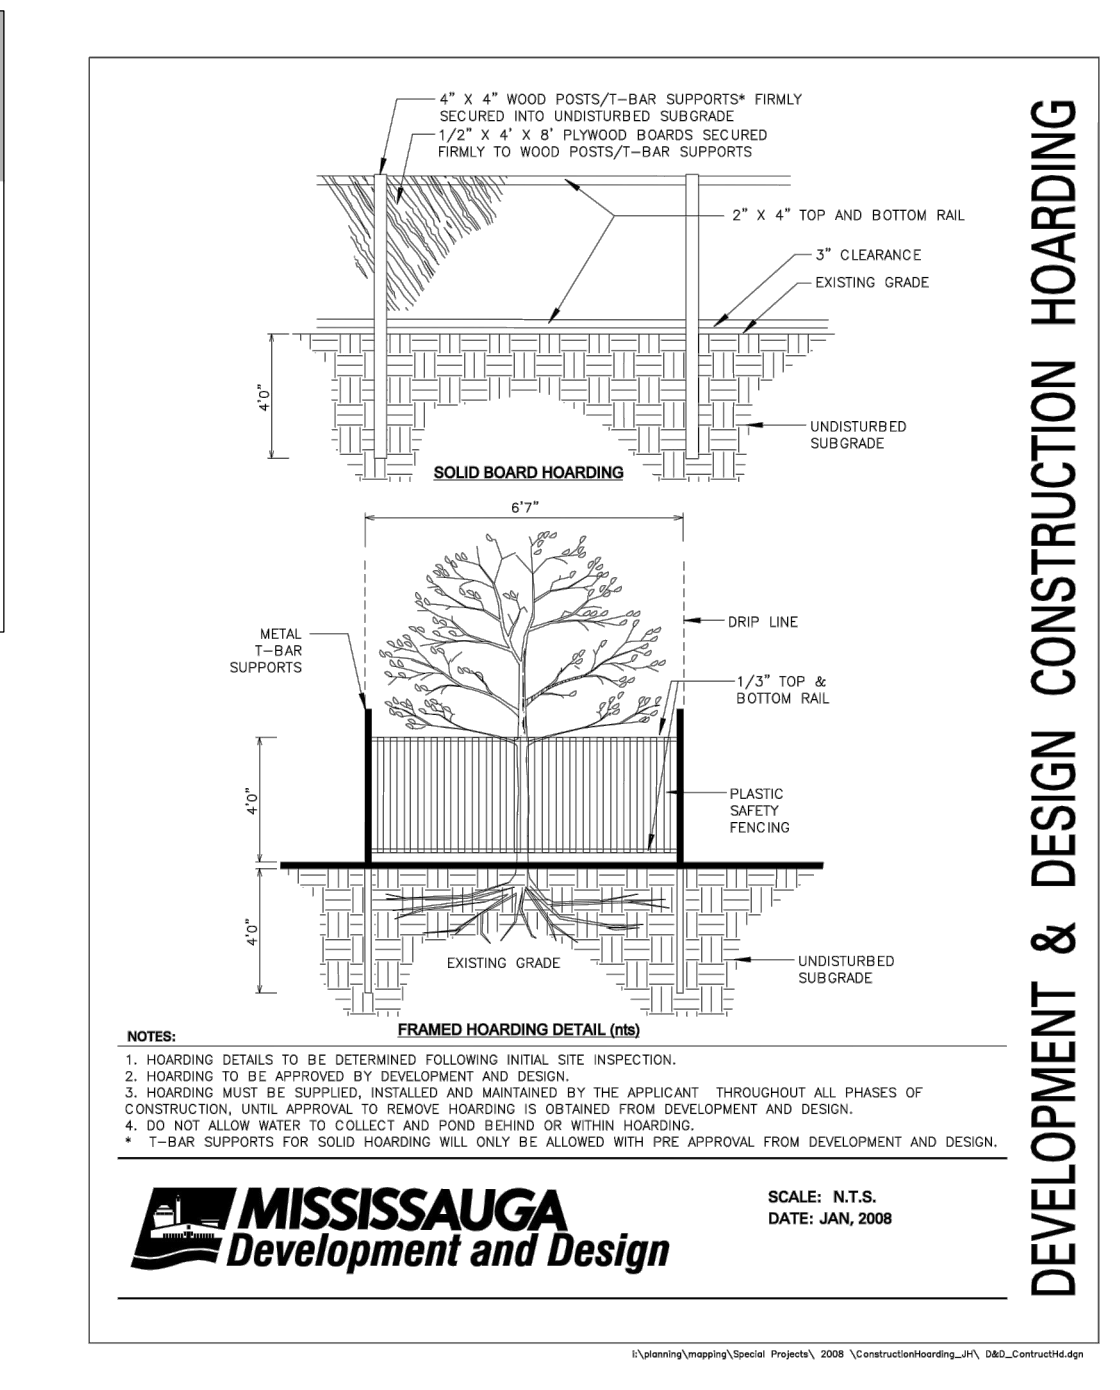 4" X 4" WOOD POSTS/T-BAR SUPPORTS* FIRMLY
SECURED INTO UNDISTURBED SUBGRADE
1/2" X 4' X 8' PLYWOOD BOARDS SECURED
FIRMLY TO WOOD POSTS/T-BAR SUPPORTS
2" X 4" TOP AND BOTTOM RAIL
3" CLEARANCE
EXISTING GRADE
4'0"
UNDISTURBED
SUBGRADE
SOLID BOARD HOARDING
6'7"
DRIP LINE
METAL
T-BAR
SUPPORTS
1/3" TOP &
BOTTOM RAIL
4'0"
PLASTIC
SAFETY
FENCING
4'0"
EXISTING GRADE
UNDISTURBED
SUBGRADE
FRAMED HOARDING DETAIL (nts)
NOTES:
1. HOARDING DETAILS TO BE DETERMINED FOLLOWING INITIAL SITE INSPECTION.
2. HOARDING TO BE APPROVED BY DEVELOPMENT AND DESIGN.
3. HOARDING MUST BE SUPPLIED, INSTALLED AND MAINTAINED BY THE APPLICANT THROUGHOUT ALL PHASES OF
CONSTRUCTION, UNTIL APPROVAL TO REMOVE HOARDING IS OBTAINED FROM DEVELOPMENT AND DESIGN.
4. DO NOT ALLOW WATER TO COLLECT AND POND BEHIND OR WITHIN HOARDING.
* T-BAR SUPPORTS FOR SOLID HOARDING WILL ONLY BE ALLOWED WITH PRE APPROVAL FROM DEVELOPMENT AND DESIGN.
MISSISSAUGA
Development and Design
SCALE: N.T.S.
DATE: JAN, 2008
DEVELOPMENT & DESIGN CONSTRUCTION HOARDING
I:\planning\mapping\Special Projects\ 2008 \ConstructionHoarding_JH\ D&D_ContructHd.dgn